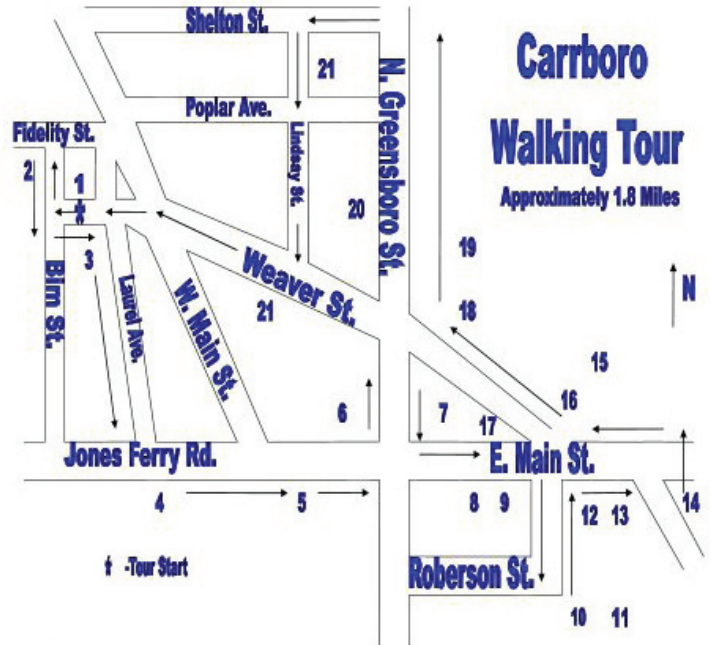 Shelton St.
Carrboro
Walking Tour
Approximately 1.8 Miles
21
N. Greensboro St.
Poplar Ave.
Fidelity St.
Lindsay St.
2
1
20
3
19
Weaver St.
N
Bim St.
Laurel Ave.
W. Main St.
21
18
15
16
6
7
17
Jones Ferry Rd.
E. Main St.
4
5
8
9
12
13
14
-Tour Start
Roberson St.
10
11